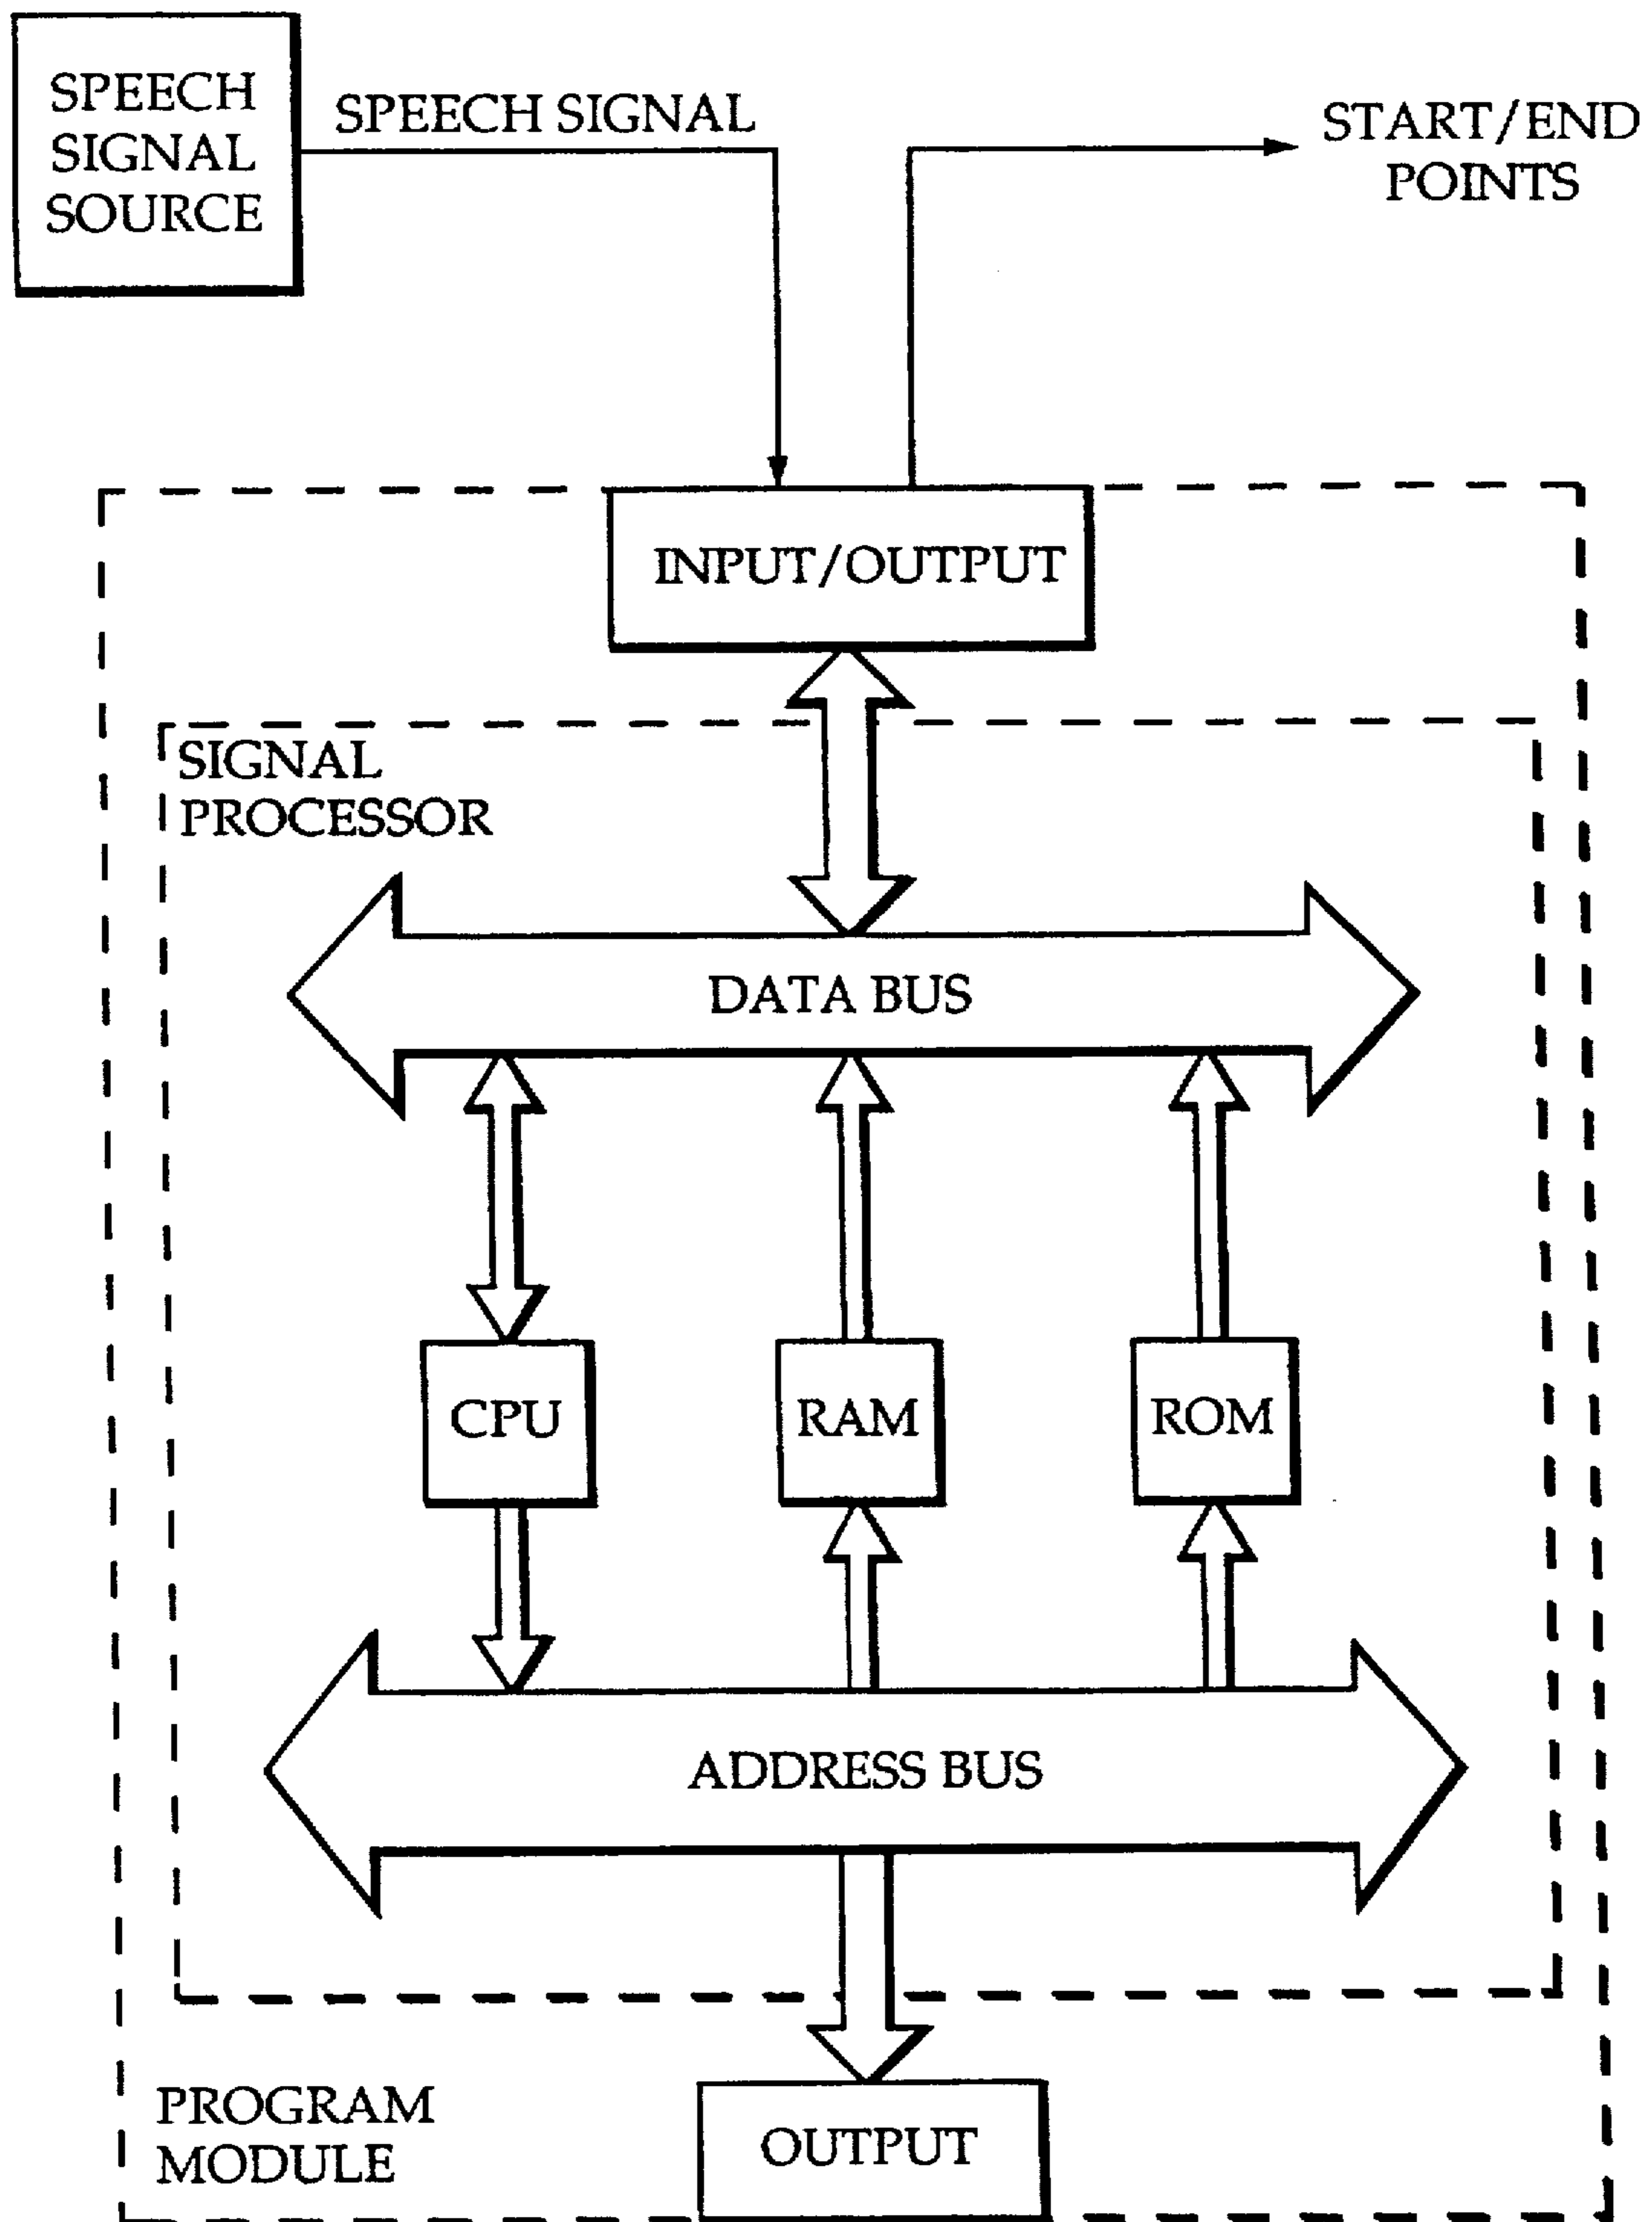 SPEECH
SIGNAL
SOURCE
SPEECH SIGNAL
START/END
POINTS
INPUT/OUTPUT
SIGNAL
PROCESSOR
DATA BUS
CPU
RAM
ROM
ADDRESS BUS
PROGRAM
MODULE
OUTPUT